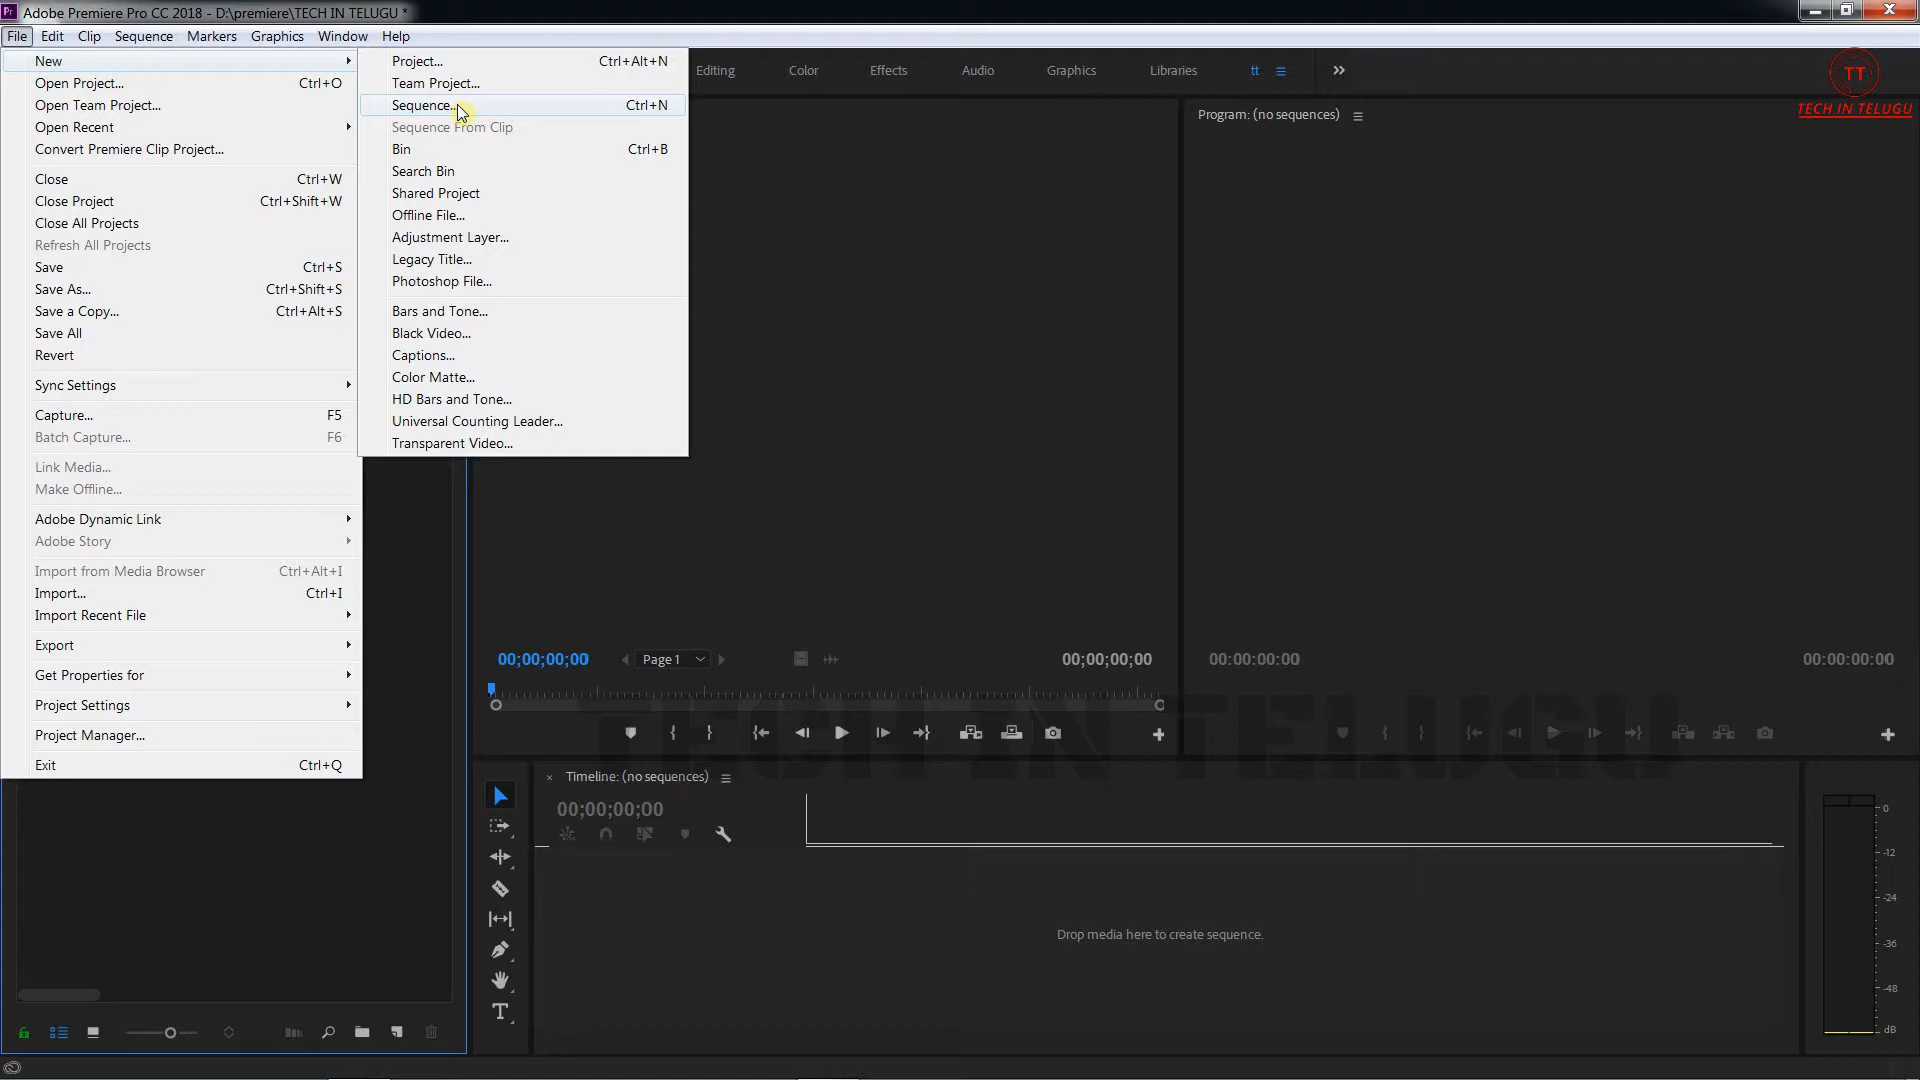 Adobe Premiere Pro CC 2018 - D:\premiere\TECH IN TELUGU *
File Edit Clip Sequence Markers Graphics Window Help
New
Open Project... Ctrl+O
Open Team Project...
Open Recent
Convert Premiere Clip Project...
Close Ctrl+W
Close Project Ctrl+Shift+W
Close All Projects
Refresh All Projects
Save Ctrl+S
Save As... Ctrl+Shift+S
Save a Copy... Ctrl+Alt+S
Save All
Revert
Sync Settings
Capture... F5
Batch Capture... F6
Link Media...
Make Offline...
Adobe Dynamic Link
Adobe Story
Import from Media Browser Ctrl+Alt+I
Import... Ctrl+I
Import Recent File
Export
Get Properties for
Project Settings
Project Manager...
Exit Ctrl+Q
Project... Ctrl+Alt+N
Team Project...
Sequence... Ctrl+N
Sequence From Clip
Bin Ctrl+B
Search Bin
Shared Project
Offline File...
Adjustment Layer...
Legacy Title...
Photoshop File...
Bars and Tone...
Black Video...
Captions...
Color Matte...
HD Bars and Tone...
Universal Counting Leader...
Transparent Video...
Editing Color Effects Audio Graphics Libraries tt
TT
TECH IN TELUGU
Program: (no sequences)
00;00;00;00 Page 1 00;00;00;00
00:00:00:00 00:00:00:00
TECH IN TELUGU
Timeline: (no sequences)
00;00;00;00
Drop media here to create sequence.
0
-12
-24
-36
-48
dB